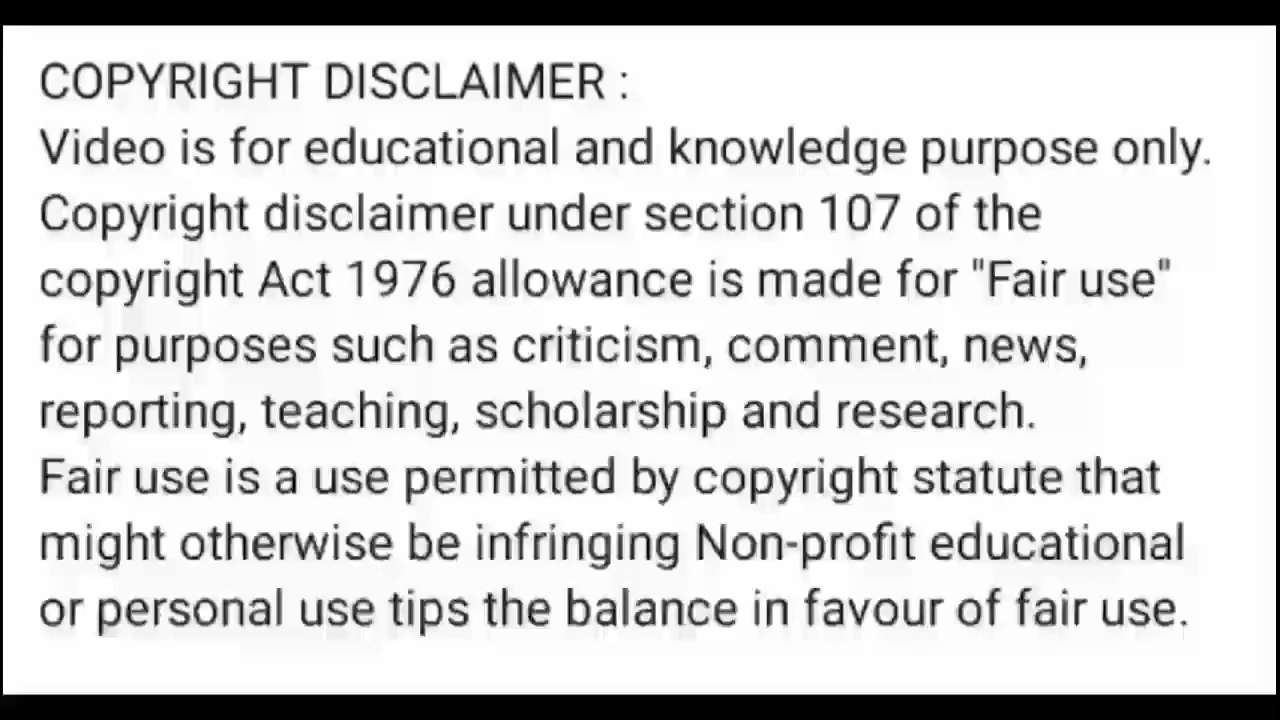 COPYRIGHT DISCLAIMER :
Video is for educational and knowledge purpose only.
Copyright disclaimer under section 107 of the
copyright Act 1976 allowance is made for "Fair use"
for purposes such as criticism, comment, news,
reporting, teaching, scholarship and research.
Fair use is a use permitted by copyright statute that
might otherwise be infringing Non-profit educational
or personal use tips the balance in favour of fair use.